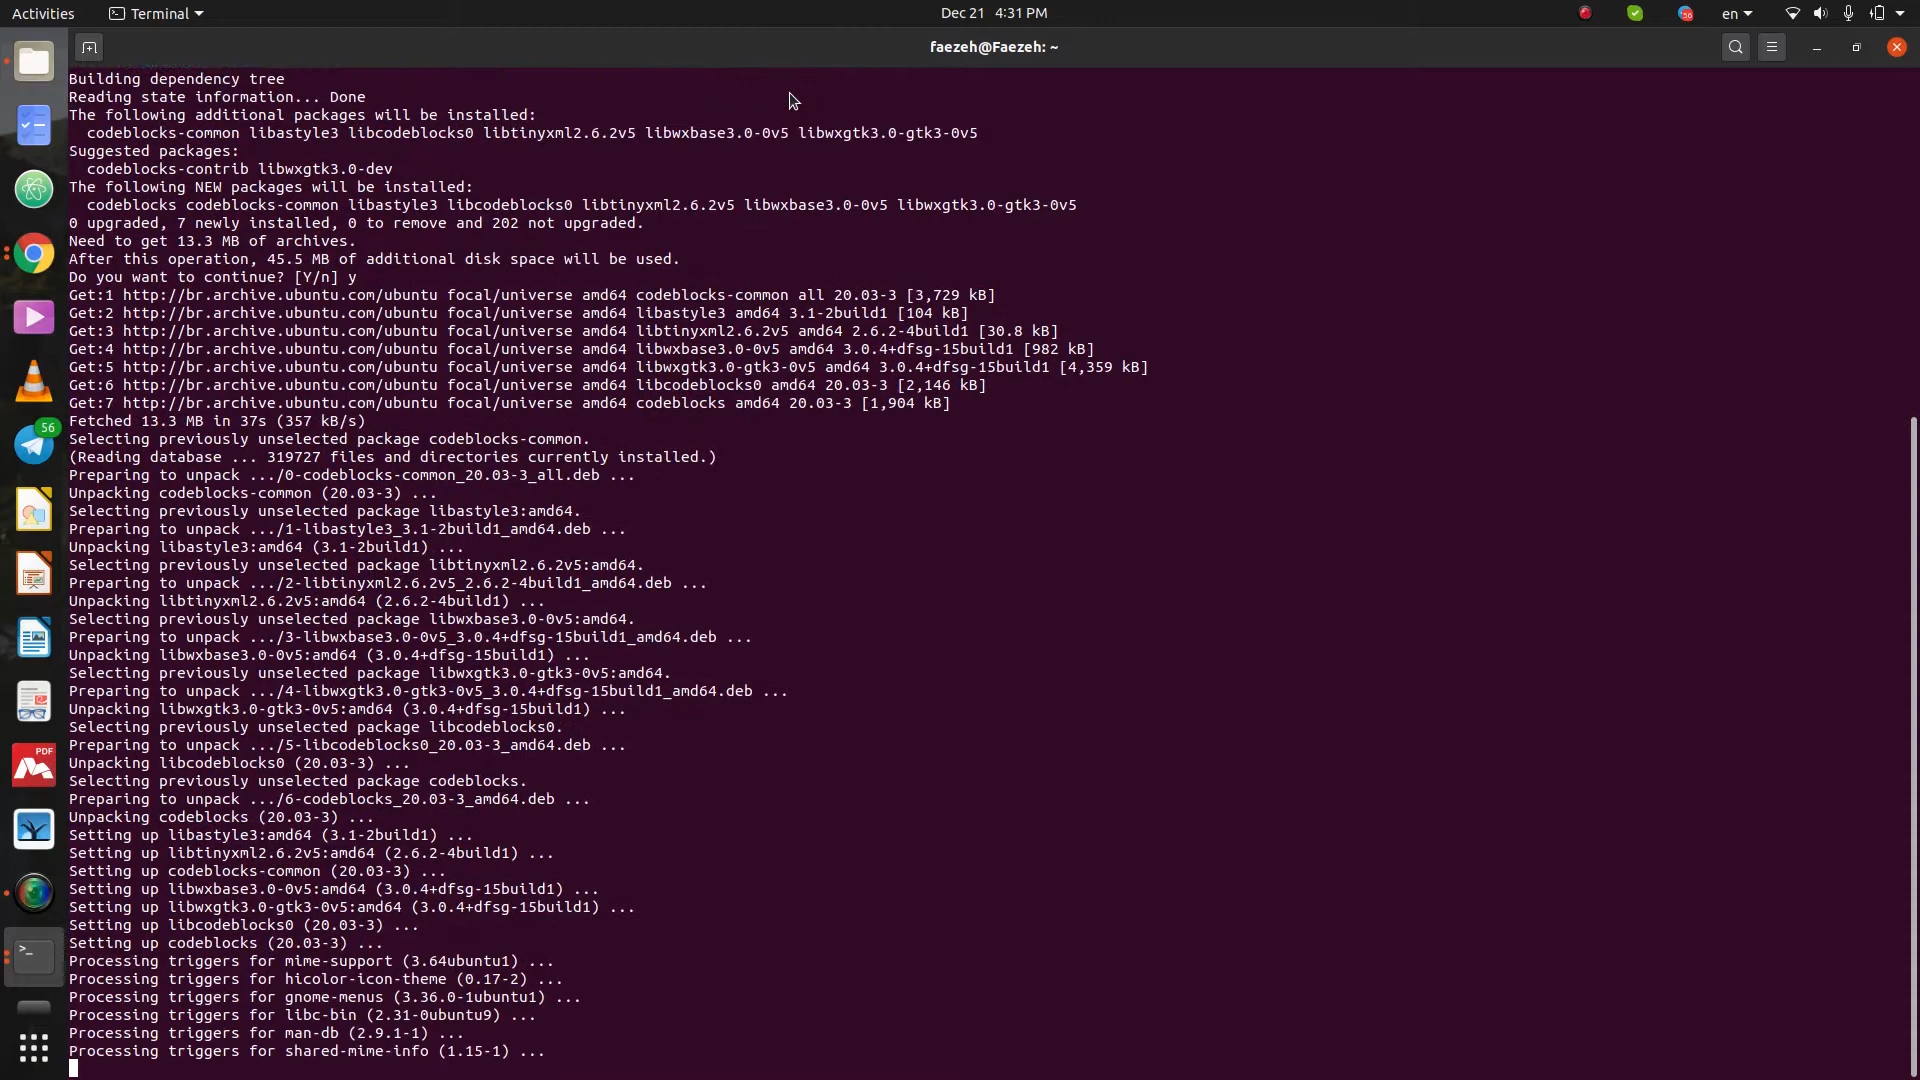 Activities
Terminal
Dec 21 4:31 PM
en
faezeh@Faezeh: ~
Building dependency tree
Reading state information... Done
The following additional packages will be installed:
codeblocks-common libastyle3 libcodeblocks0 libtinyxml2.6.2v5 libwxbase3.0-0v5 libwxgtk3.0-gtk3-0v5
Suggested packages:
codeblocks-contrib libwxgtk3.0-dev
The following NEW packages will be installed:
codeblocks codeblocks-common libastyle3 libcodeblocks0 libtinyxml2.6.2v5 libwxbase3.0-0v5 libwxgtk3.0-gtk3-0v5
0 upgraded, 7 newly installed, 0 to remove and 202 not upgraded.
Need to get 13.3 MB of archives.
After this operation, 45.5 MB of additional disk space will be used.
Do you want to continue? [Y/n] y
Get:1 http://br.archive.ubuntu.com/ubuntu focal/universe amd64 codeblocks-common all 20.03-3 [3,729 kB]
Get:2 http://br.archive.ubuntu.com/ubuntu focal/universe amd64 libastyle3 amd64 3.1-2build1 [104 kB]
Get:3 http://br.archive.ubuntu.com/ubuntu focal/universe amd64 libtinyxml2.6.2v5 amd64 2.6.2-4build1 [30.8 kB]
Get:4 http://br.archive.ubuntu.com/ubuntu focal/universe amd64 libwxbase3.0-0v5 amd64 3.0.4+dfsg-15build1 [982 kB]
Get:5 http://br.archive.ubuntu.com/ubuntu focal/universe amd64 libwxgtk3.0-gtk3-0v5 amd64 3.0.4+dfsg-15build1 [4,359 kB]
Get:6 http://br.archive.ubuntu.com/ubuntu focal/universe amd64 libcodeblocks0 amd64 20.03-3 [2,146 kB]
Get:7 http://br.archive.ubuntu.com/ubuntu focal/universe amd64 codeblocks amd64 20.03-3 [1,904 kB]
Fetched 13.3 MB in 37s (357 kB/s)
Selecting previously unselected package codeblocks-common.
(Reading database ... 319727 files and directories currently installed.)
Preparing to unpack .../0-codeblocks-common_20.03-3_all.deb ...
Unpacking codeblocks-common (20.03-3) ...
Selecting previously unselected package libastyle3:amd64.
Preparing to unpack .../1-libastyle3_3.1-2build1_amd64.deb ...
Unpacking libastyle3:amd64 (3.1-2build1) ...
Selecting previously unselected package libtinyxml2.6.2v5:amd64.
Preparing to unpack .../2-libtinyxml2.6.2v5_2.6.2-4build1_amd64.deb ...
Unpacking libtinyxml2.6.2v5:amd64 (2.6.2-4build1) ...
Selecting previously unselected package libwxbase3.0-0v5:amd64.
Preparing to unpack .../3-libwxbase3.0-0v5_3.0.4+dfsg-15build1_amd64.deb ...
Unpacking libwxbase3.0-0v5:amd64 (3.0.4+dfsg-15build1) ...
Selecting previously unselected package libwxgtk3.0-gtk3-0v5:amd64.
Preparing to unpack .../4-libwxgtk3.0-gtk3-0v5_3.0.4+dfsg-15build1_amd64.deb ...
Unpacking libwxgtk3.0-gtk3-0v5:amd64 (3.0.4+dfsg-15build1) ...
Selecting previously unselected package libcodeblocks0.
Preparing to unpack .../5-libcodeblocks0_20.03-3_amd64.deb ...
Unpacking libcodeblocks0 (20.03-3) ...
Selecting previously unselected package codeblocks.
Preparing to unpack .../6-codeblocks_20.03-3_amd64.deb ...
Unpacking codeblocks (20.03-3) ...
Setting up libastyle3:amd64 (3.1-2build1) ...
Setting up libtinyxml2.6.2v5:amd64 (2.6.2-4build1) ...
Setting up codeblocks-common (20.03-3) ...
Setting up libwxbase3.0-0v5:amd64 (3.0.4+dfsg-15build1) ...
Setting up libwxgtk3.0-gtk3-0v5:amd64 (3.0.4+dfsg-15build1) ...
Setting up libcodeblocks0 (20.03-3) ...
Setting up codeblocks (20.03-3) ...
Processing triggers for mime-support (3.64ubuntu1) ...
Processing triggers for hicolor-icon-theme (0.17-2) ...
Processing triggers for gnome-menus (3.36.0-1ubuntu1) ...
Processing triggers for libc-bin (2.31-0ubuntu9) ...
Processing triggers for man-db (2.9.1-1) ...
Processing triggers for shared-mime-info (1.15-1) ...
56
PDF